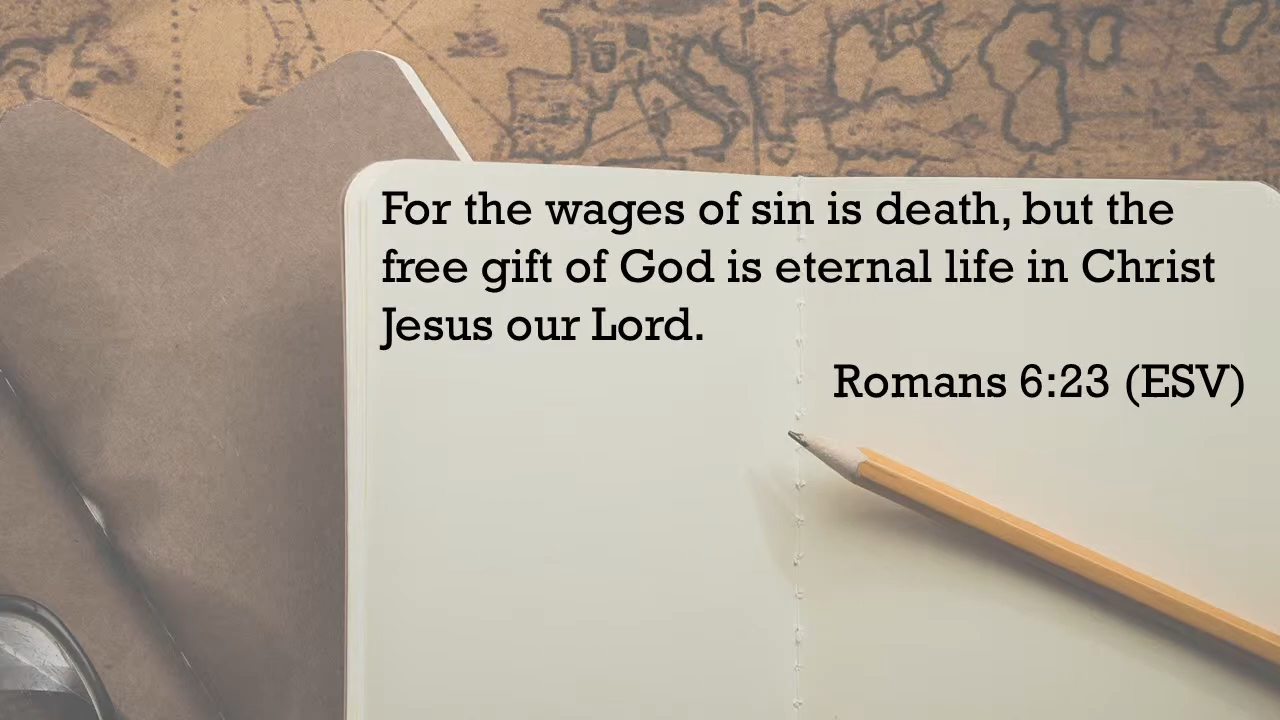 For the wages of sin is death, but the
free gift of God is eternal life in Christ
Jesus our Lord.
Romans 6:23 (ESV)